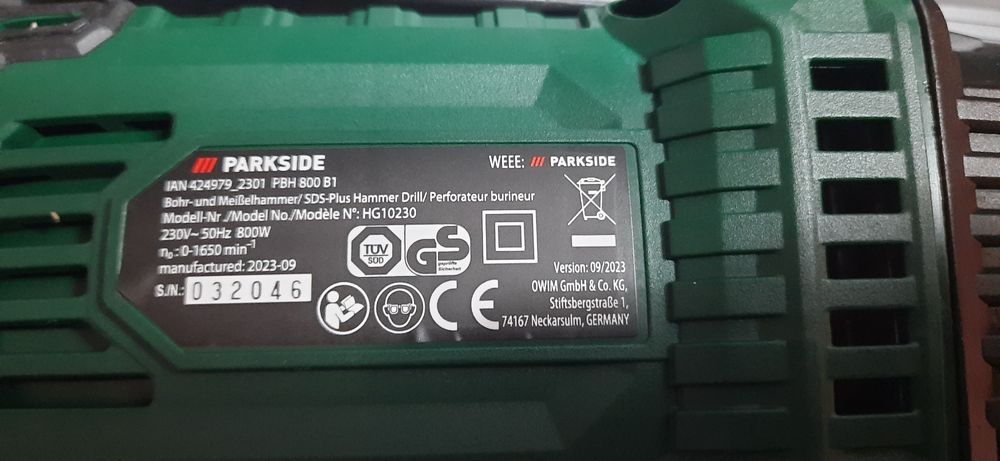 PARKSIDE
IAN 424979_2301 PBH 800 B1
Bohr- und Meißelhammer/ SDS-Plus Hammer Drill/ Perforateur burineur
Modell-Nr./Model No./Modèle N°: HG10230
230V~ 50Hz 800W
n₀: 0-1650 min⁻¹
manufactured: 2023-09
S/N.: 032046
TÜV
SÜD
GS
geprüfte
Sicherheit
CE
WEEE: PARKSIDE
Version: 09/2023
OWIM GmbH & Co. KG,
Stiftsbergstraße 1,
74167 Neckarsulm, GERMANY